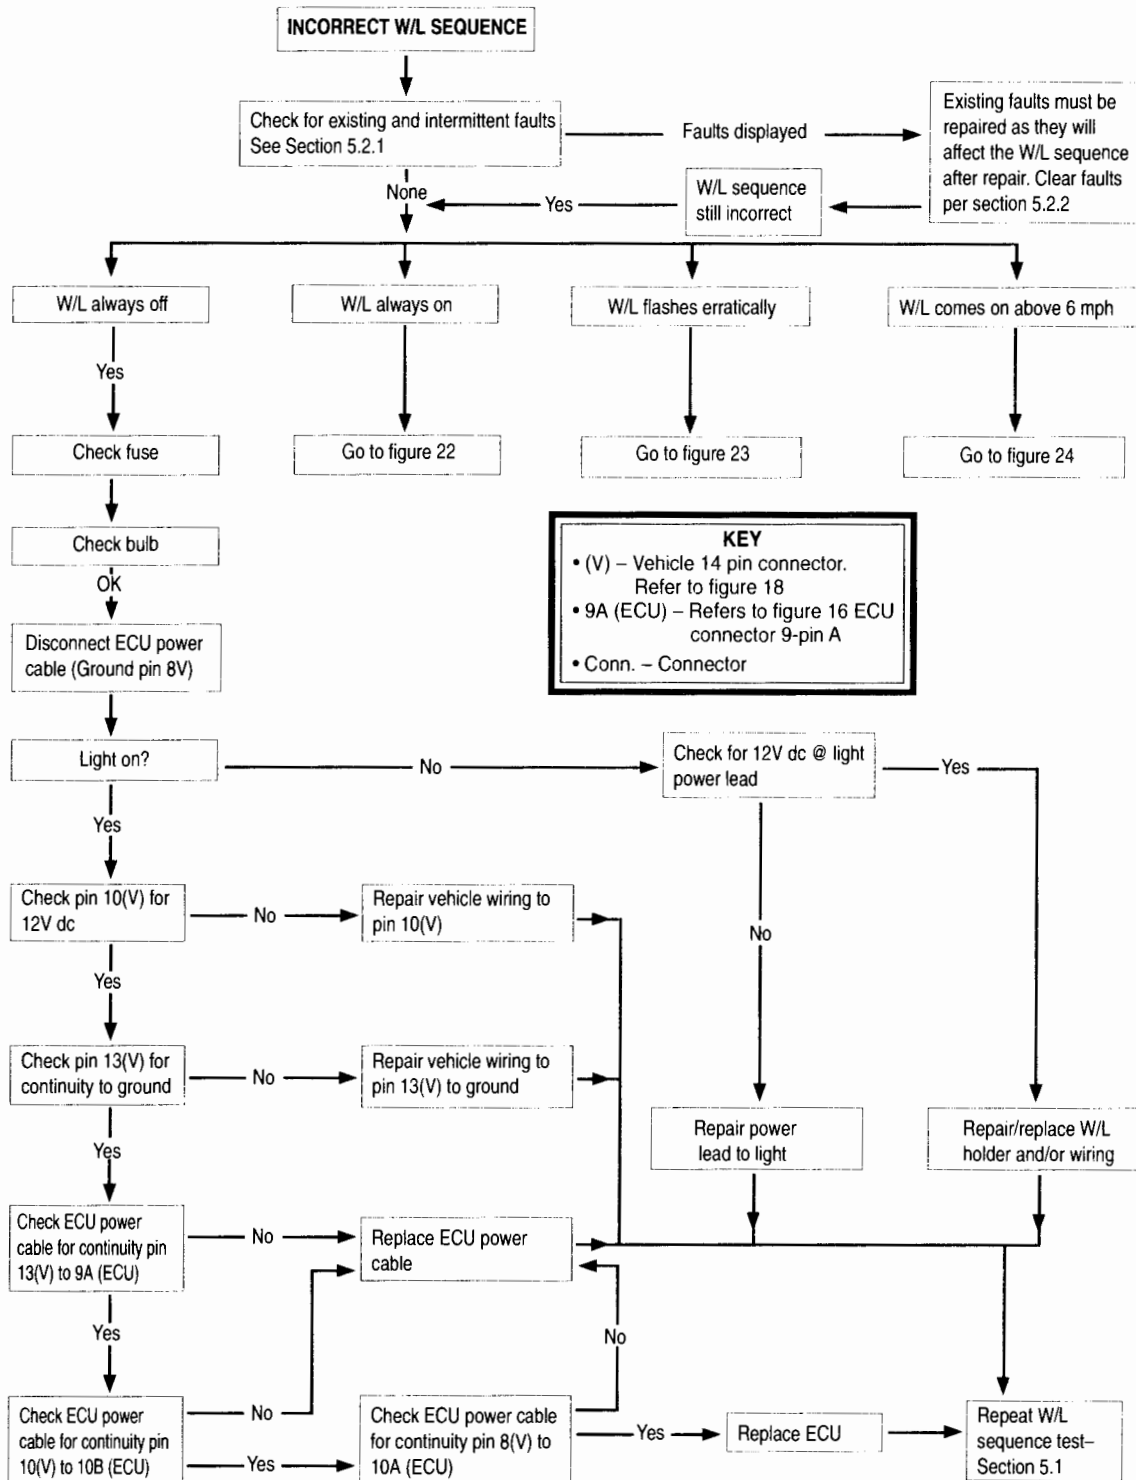 INCORRECT W/L SEQUENCE
Check for existing and intermittent faults
See Section 5.2.1
Faults displayed
Existing faults must be
repaired as they will
affect the W/L sequence
after repair. Clear faults
per section 5.2.2
None
Yes
W/L sequence
still incorrect
W/L always off
W/L always on
W/L flashes erratically
W/L comes on above 6 mph
Yes
Check fuse
Go to figure 22
Go to figure 23
Go to figure 24
Check bulb
OK
KEY
• (V) – Vehicle 14 pin connector.
Refer to figure 18
• 9A (ECU) – Refers to figure 16 ECU
connector 9-pin A
• Conn. – Connector
Disconnect ECU power
cable (Ground pin 8V)
Light on?
No
Check for 12V dc @ light
power lead
Yes
Yes
Check pin 10(V) for
12V dc
No
Repair vehicle wiring to
pin 10(V)
No
Yes
Check pin 13(V) for
continuity to ground
No
Repair vehicle wiring to
pin 13(V) to ground
Yes
Repair power
lead to light
Repair/replace W/L
holder and/or wiring
Check ECU power
cable for continuity pin
13(V) to 9A (ECU)
No
Replace ECU power
cable
Yes
No
Check ECU power
cable for continuity pin
10(V) to 10B (ECU)
No
Yes
Check ECU power cable
for continuity pin 8(V) to
10A (ECU)
Yes
Replace ECU
Repeat W/L
sequence test–
Section 5.1